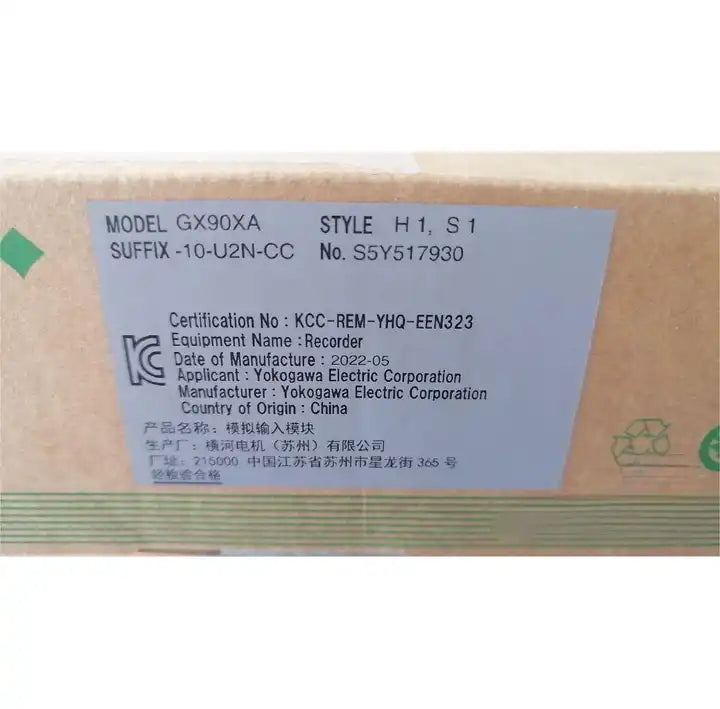 MODEL GX90XA STYLE H1, S1
SUFFIX -10-U2N-CC No. S5Y517930
Certification No : KCC-REM-YHQ-EEN323
Equipment Name : Recorder
Date of Manufacture : 2022-05
Applicant : Yokogawa Electric Corporation
Manufacturer : Yokogawa Electric Corporation
Country of Origin : China
产品名称: 模拟输入模块
生产厂: 横河电机（苏州）有限公司
厂址: 215000 中国江苏省苏州市星龙街 365 号
经检验合格